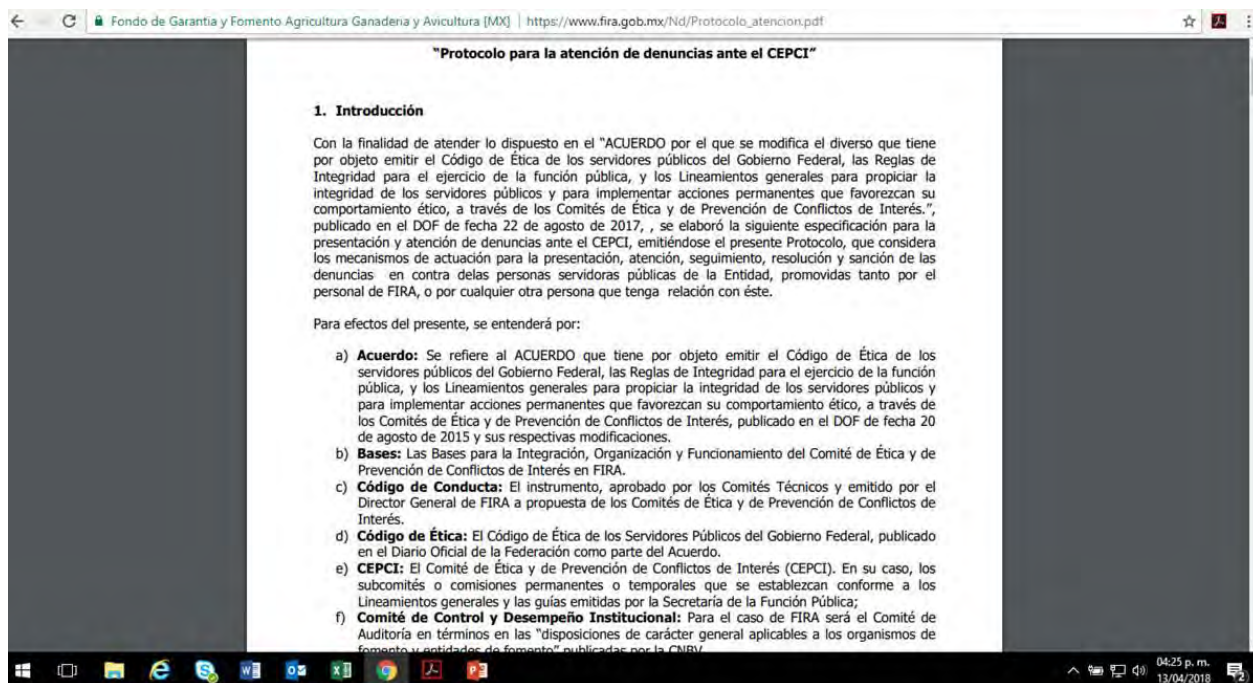 Fondo de Garantia y Fomento Agricultura Ganaderia y Avicultura [MX] | https://www.fira.gob.mx/Nd/Protocolo_atencion.pdf
"Protocolo para la atención de denuncias ante el CEPCI"
1. Introducción
Con la finalidad de atender lo dispuesto en el "ACUERDO por el que se modifica el diverso que tiene
por objeto emitir el Código de Ética de los servidores públicos del Gobierno Federal, las Reglas de
Integridad para el ejercicio de la función pública, y los Lineamientos generales para propiciar la
integridad de los servidores públicos y para implementar acciones permanentes que favorezcan su
comportamiento ético, a través de los Comités de Ética y de Prevención de Conflictos de Interés.",
publicado en el DOF de fecha 22 de agosto de 2017, , se elaboró la siguiente especificación para la
presentación y atención de denuncias ante el CEPCI, emitiéndose el presente Protocolo, que considera
los mecanismos de actuación para la presentación, atención, seguimiento, resolución y sanción de las
denuncias en contra delas personas servidoras públicas de la Entidad, promovidas tanto por el
personal de FIRA, o por cualquier otra persona que tenga relación con éste.
Para efectos del presente, se entenderá por:
a) Acuerdo: Se refiere al ACUERDO que tiene por objeto emitir el Código de Ética de los
servidores públicos del Gobierno Federal, las Reglas de Integridad para el ejercicio de la función
pública, y los Lineamientos generales para propiciar la integridad de los servidores públicos y
para implementar acciones permanentes que favorezcan su comportamiento ético, a través de
los Comités de Ética y de Prevención de Conflictos de Interés, publicado en el DOF de fecha 20
de agosto de 2015 y sus respectivas modificaciones.
b) Bases: Las Bases para la Integración, Organización y Funcionamiento del Comité de Ética y de
Prevención de Conflictos de Interés en FIRA.
c) Código de Conducta: El instrumento, aprobado por los Comités Técnicos y emitido por el
Director General de FIRA a propuesta de los Comités de Ética y de Prevención de Conflictos de
Interés.
d) Código de Ética: El Código de Ética de los Servidores Públicos del Gobierno Federal, publicado
en el Diario Oficial de la Federación como parte del Acuerdo.
e) CEPCI: El Comité de Ética y de Prevención de Conflictos de Interés (CEPCI). En su caso, los
subcomités o comisiones permanentes o temporales que se establezcan conforme a los
Lineamientos generales y las guías emitidas por la Secretaría de la Función Pública;
f) Comité de Control y Desempeño Institucional: Para el caso de FIRA será el Comité de
Auditoría en términos en las "disposiciones de carácter general aplicables a los organismos de
fomento y entidades de fomento" publicadas por la CNBV
04:25 p. m.
13/04/2018